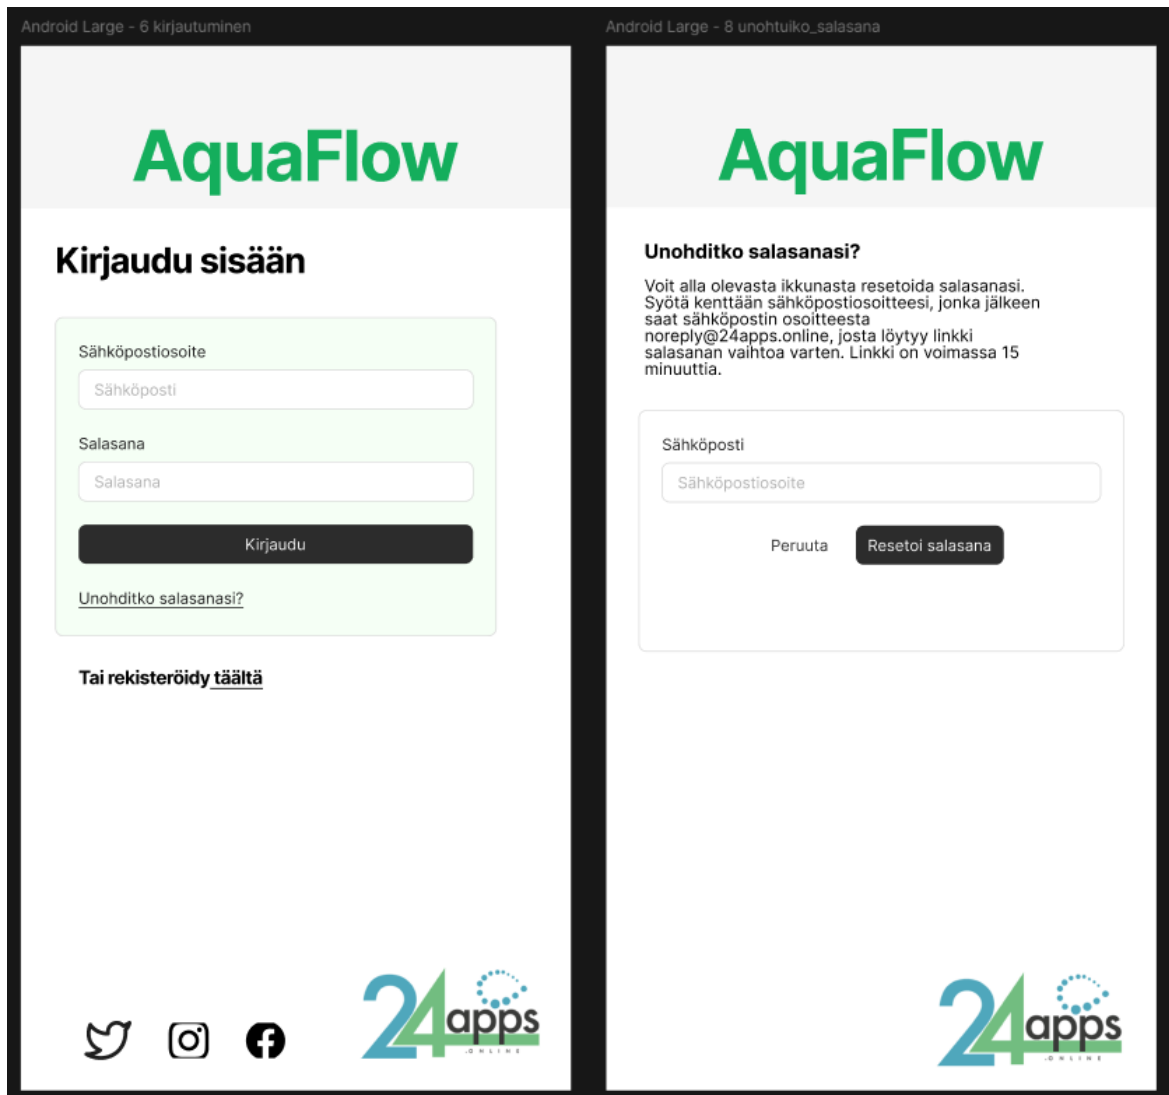 Android Large - 6 kirjautuminen
AquaFlow
Kirjaudu sisään
Sähköpostiosoite
Sähköposti
Salasana
Salasana
Kirjaudu
Unohditko salasanasi?
Tai rekisteröidy täältä
24apps
.ONLINE
Android Large - 8 unohtuiko_salasana
AquaFlow
Unohditko salasanasi?
Voit alla olevasta ikkunasta resetoida salasanasi.
Syötä kenttään sähköpostiosoitteesi, jonka jälkeen
saat sähköpostin osoitteesta
noreply@24apps.online, josta löytyy linkki
salasanan vaihtoa varten. Linkki on voimassa 15
minuuttia.
Sähköposti
Sähköpostiosoite
Peruuta
Resetoi salasana
24apps
.ONLINE